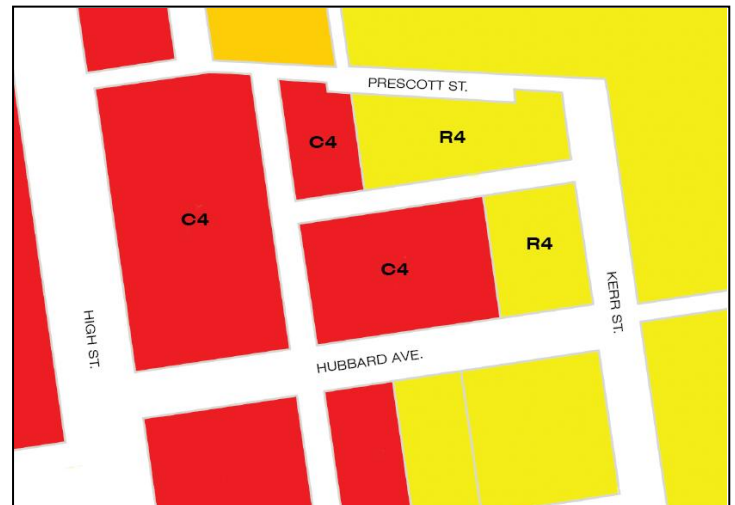 PRESCOTT ST.
C4
R4
C4
R4
C4
HIGH ST.
KERR ST.
HUBBARD AVE.